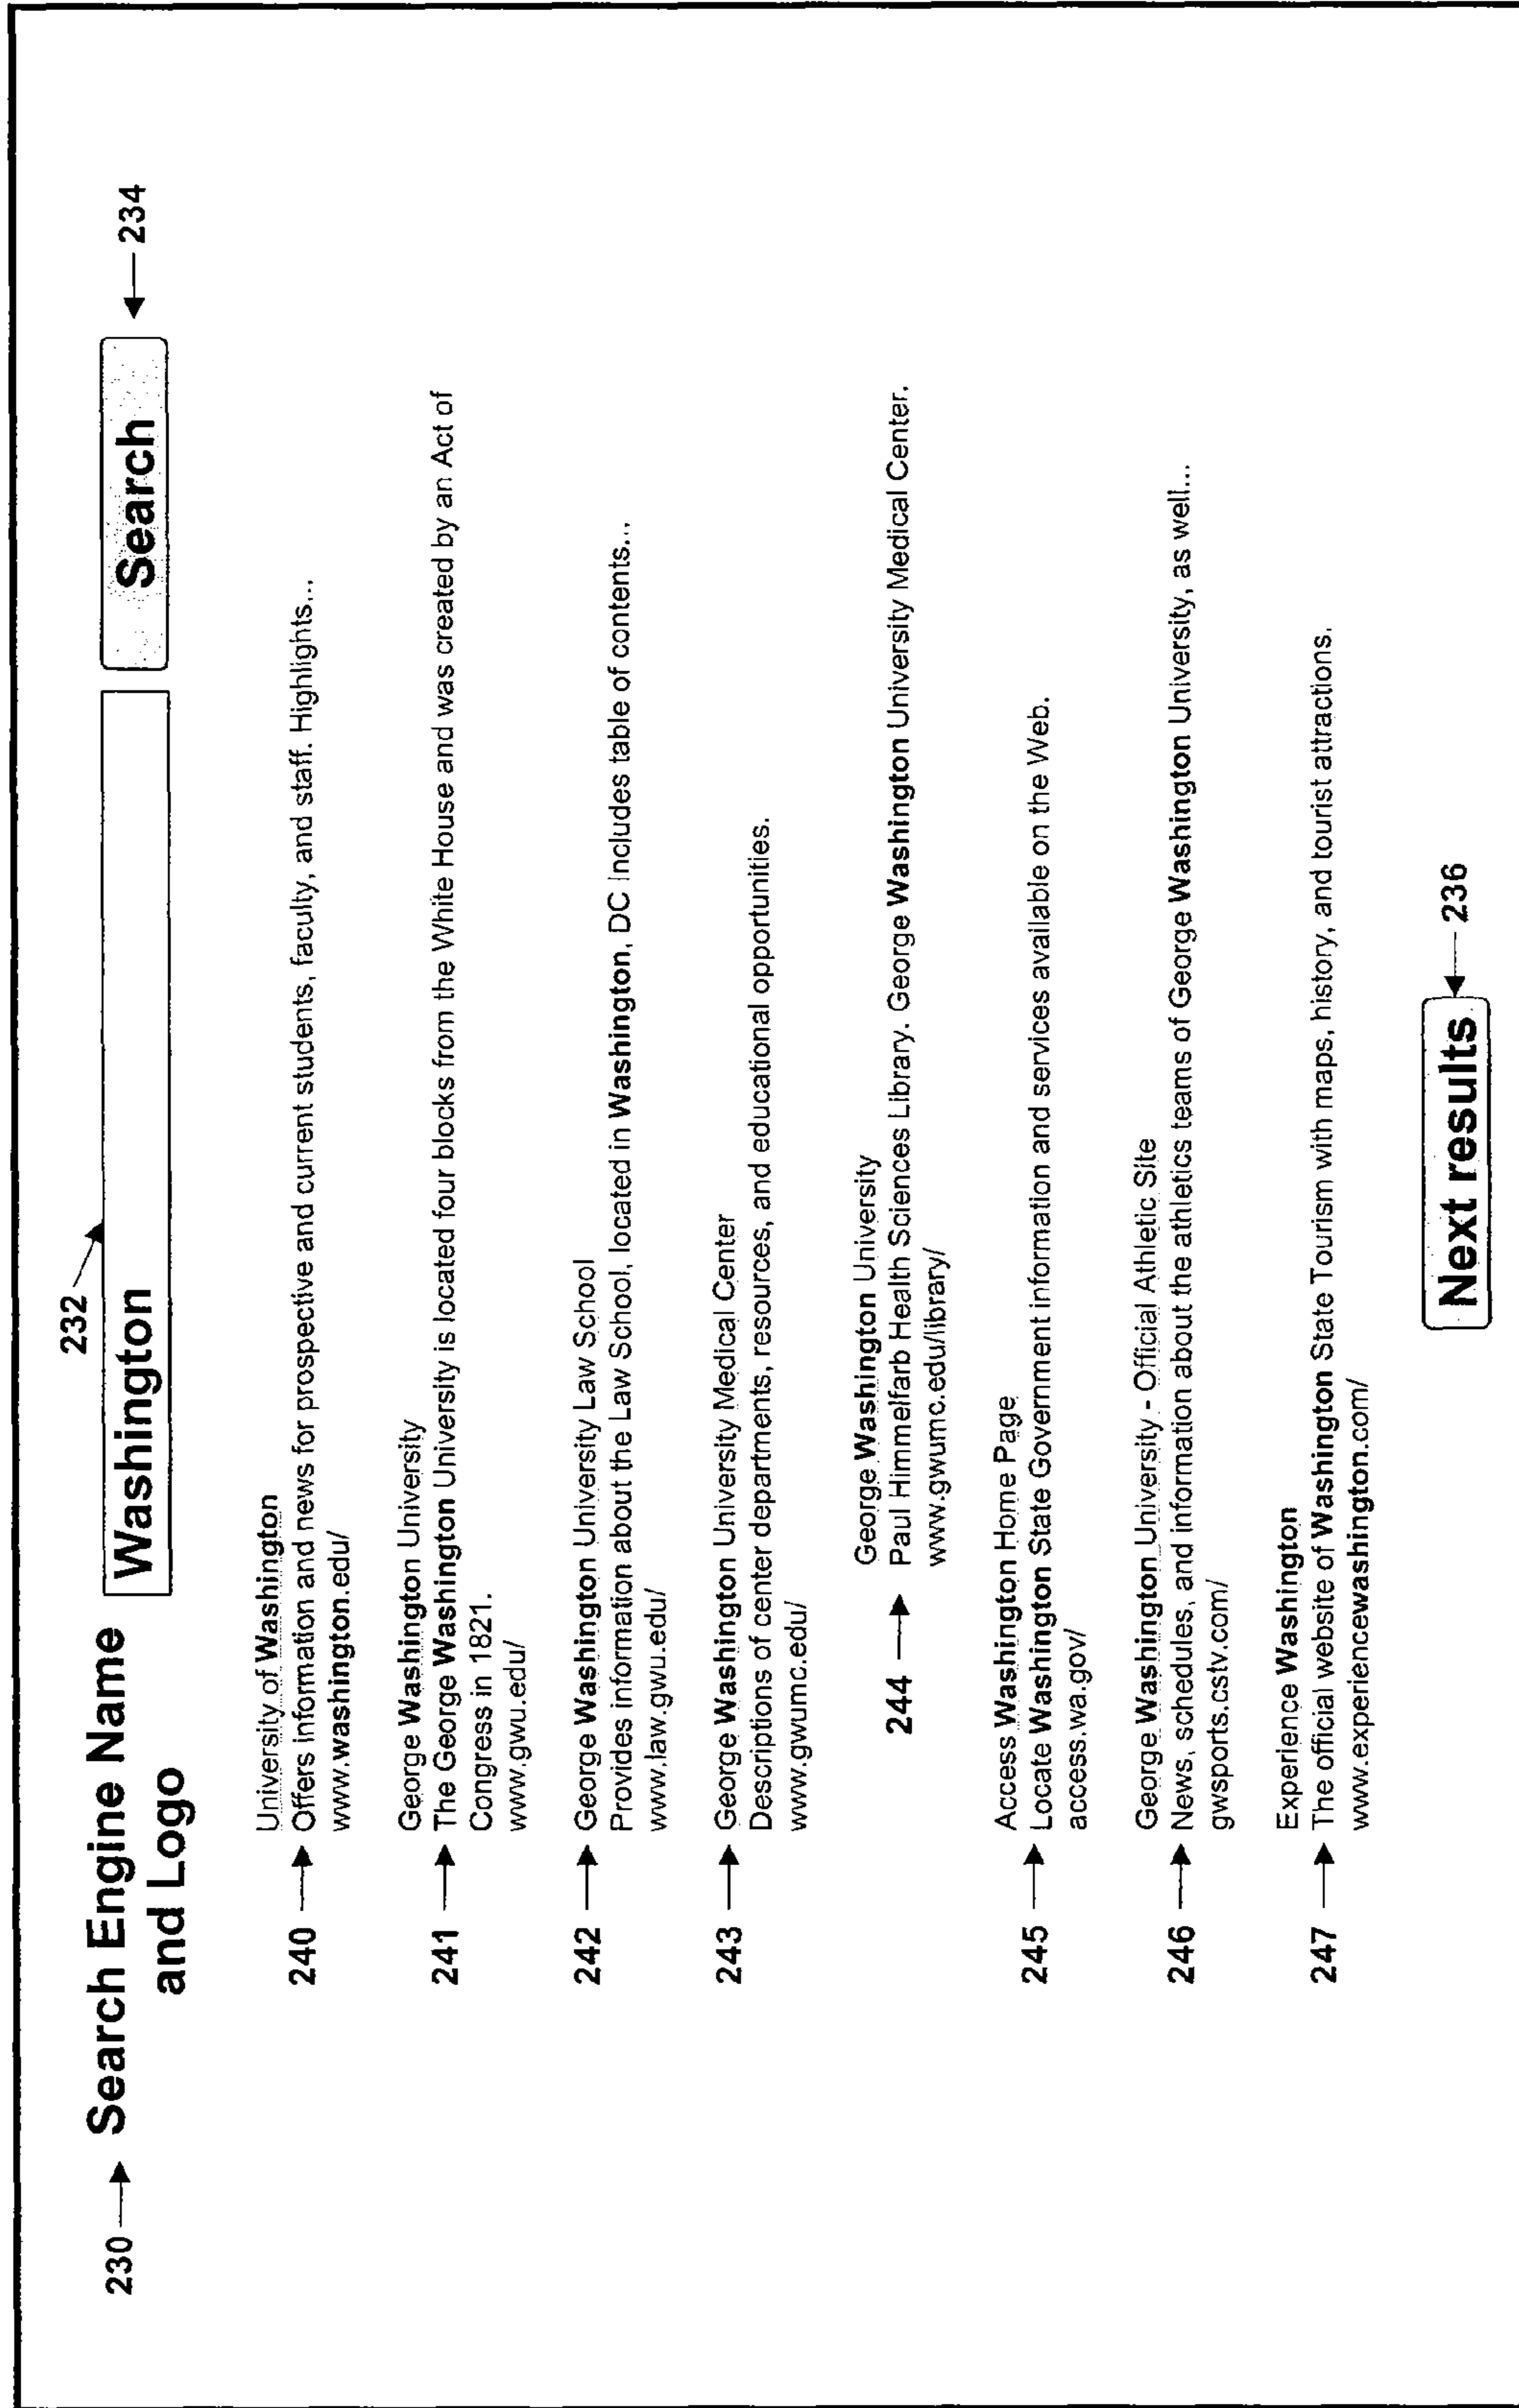 232
230 Search Engine Name Washington Search 234
and Logo
University of Washington
240 Offers information and news for prospective and current students, faculty, and staff. Highlights...
www.washington.edu/
George Washington University
241 The George Washington University is located four blocks from the White House and was created by an Act of
Congress in 1821.
www.gwu.edu/
242 George Washington University Law School
Provides information about the Law School, located in Washington, DC Includes table of contents...
www.law.gwu.edu/
243 George Washington University Medical Center
Descriptions of center departments, resources, and educational opportunities.
www.gwumc.edu/
George Washington University
244 Paul Himmelfarb Health Sciences Library. George Washington University Medical Center.
www.gwumc.edu/library/
Access Washington Home Page
245 Locate Washington State Government information and services available on the Web.
access.wa.gov/
George Washington University - Official Athletic Site
246 News, schedules, and information about the athletics teams of George Washington University, as well...
gwsports.cstv.com/
Experience Washington
247 The official website of Washington State Tourism with maps, history, and tourist attractions.
www.experiencewashington.com/
Next results 236